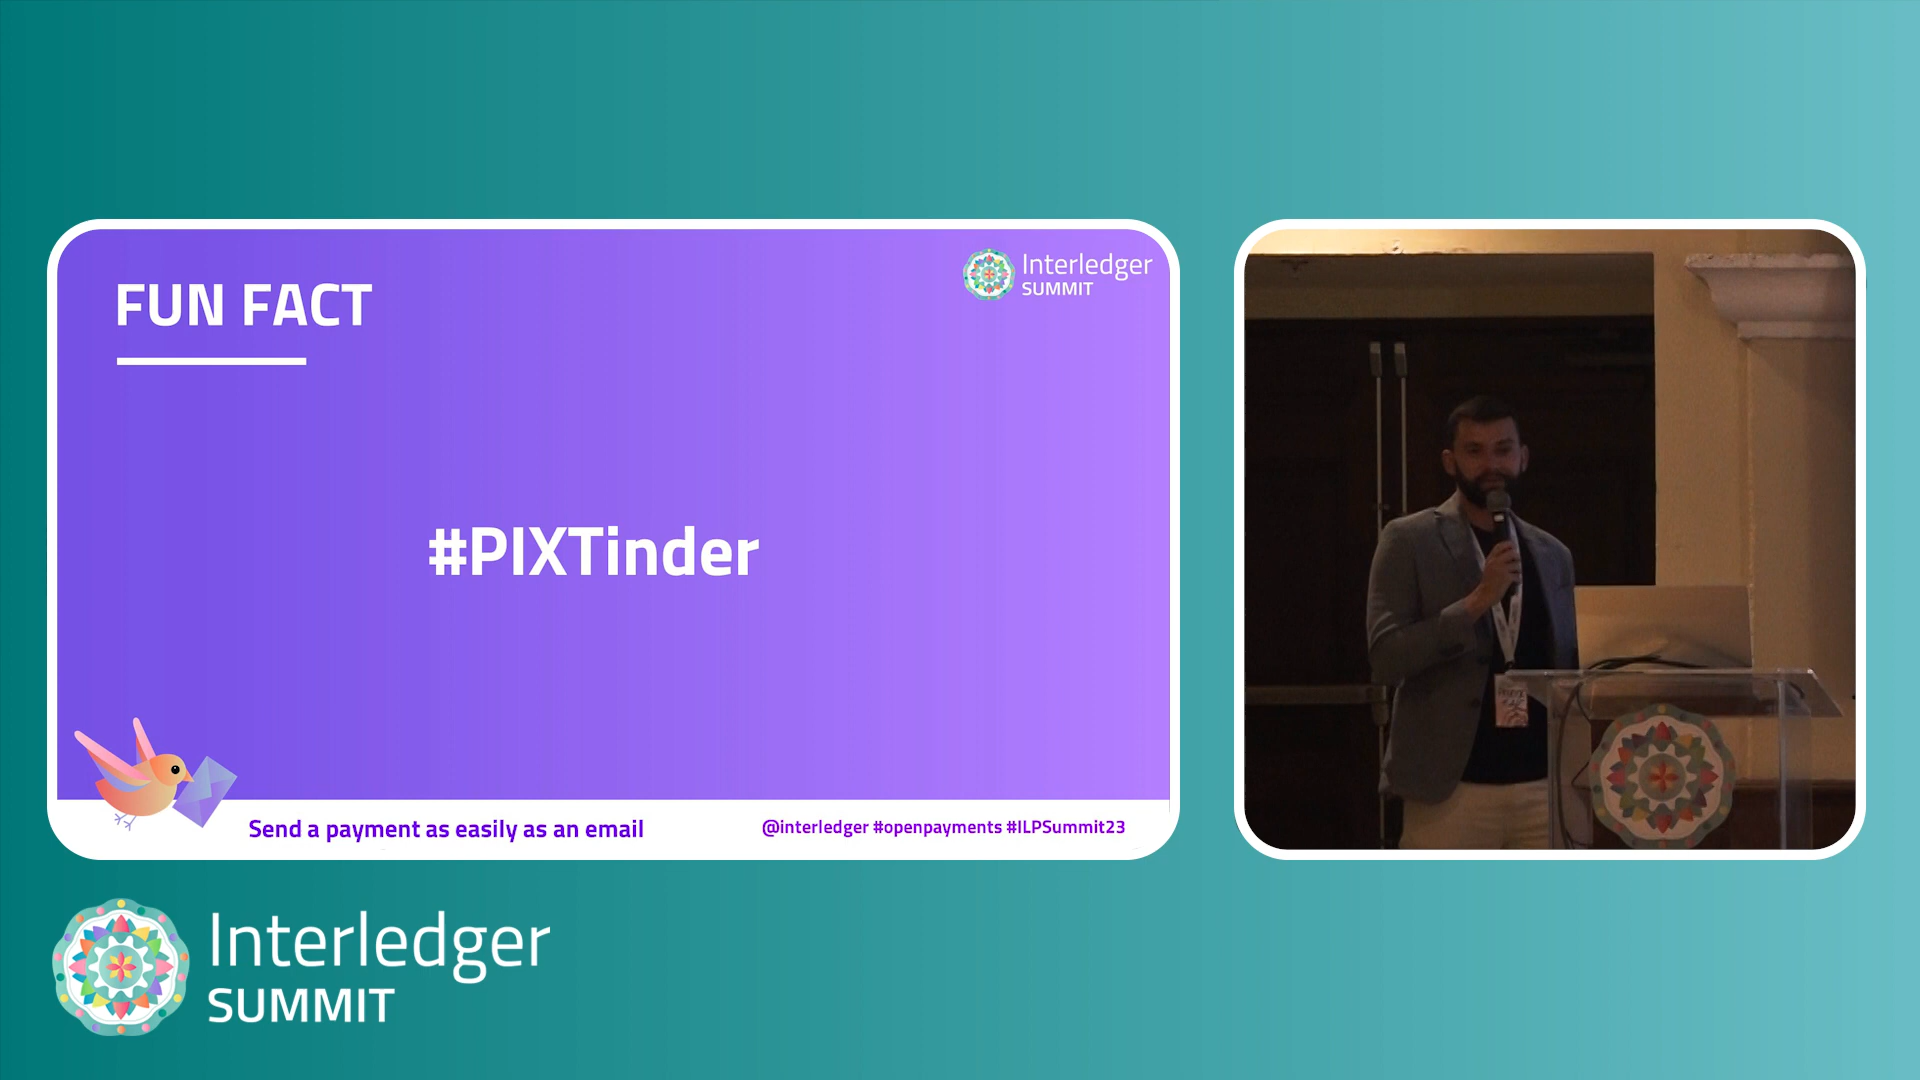 FUN FACT
Interledger
SUMMIT
#PIXTinder
Send a payment as easily as an email
@interledger #openpayments #ILPSummit23
Interledger
SUMMIT